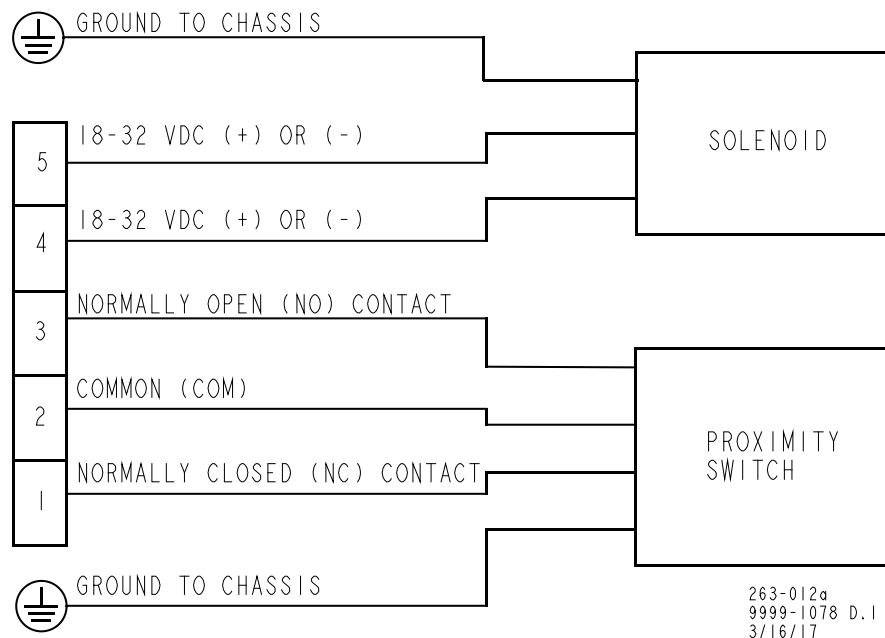 GROUND TO CHASSIS
5
18-32 VDC (+) OR (-)
SOLENOID
4
18-32 VDC (+) OR (-)
3
NORMALLY OPEN (NO) CONTACT
2
COMMON (COM)
PROXIMITY
SWITCH
1
NORMALLY CLOSED (NC) CONTACT
GROUND TO CHASSIS
263-012a
9999-1078 D.1
3/16/17